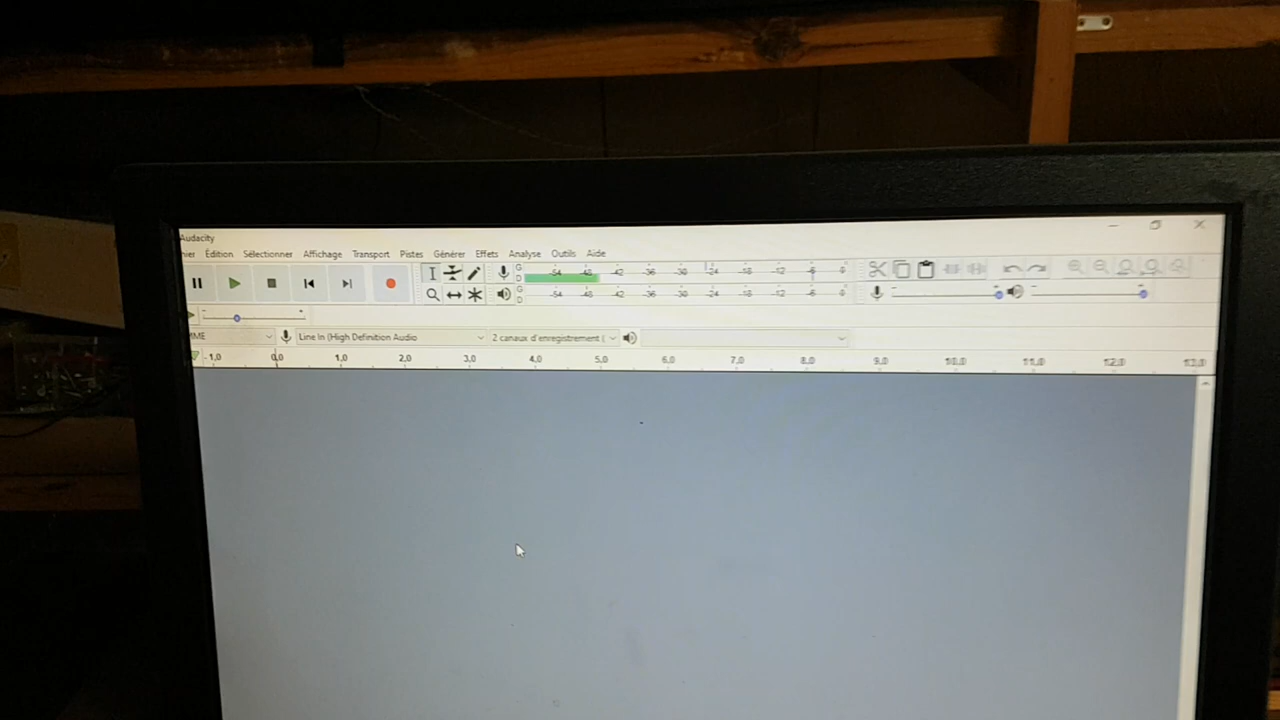 Audacity
hier Édition Sélectionner Affichage Transport Pistes Générer Effets Analyse Outils Aide
G
D -54 -48 -42 -36 -30 -24 -18 -12 -6 0
G
D -54 -48 -42 -36 -30 -24 -18 -12 -6 0
MME Line In (High Definition Audio 2 canaux d'enregistrement (
-1,0 0,0 1,0 2,0 3,0 4,0 5,0 6,0 7,0 8,0 9,0 10,0 11,0 12,0 13,0